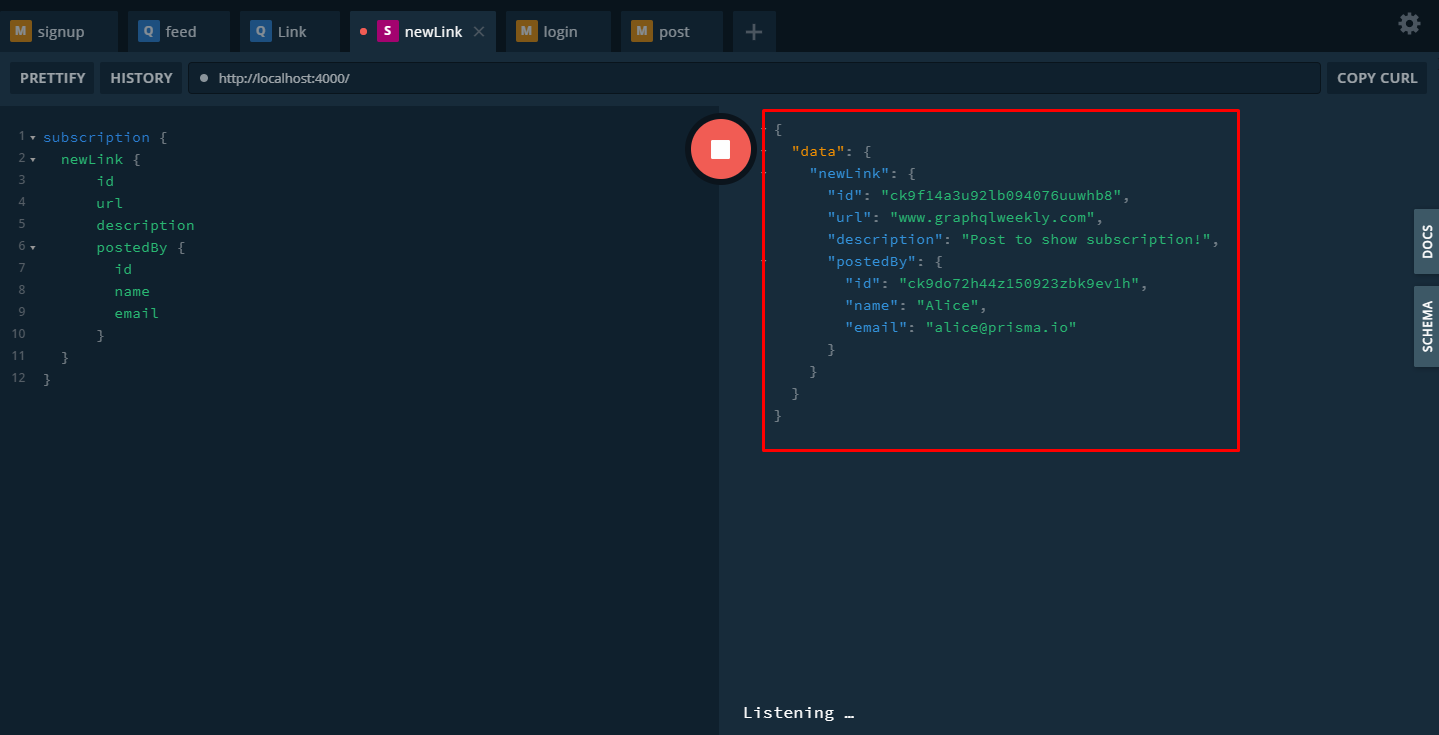 M signup Q feed Q Link S newLink M login M post
PRETTIFY HISTORY http://localhost:4000/ COPY CURL
1 subscription {
2 newLink {
3 id
4 url
5 description
6 postedBy {
7 id
8 name
9 email
10 }
11 }
12 }
{
"data": {
"newLink": {
"id": "ck9f14a3u92lb094076uuwhb8",
"url": "www.graphqlweekly.com",
"description": "Post to show subscription!",
"postedBy": {
"id": "ck9do72h44z150923zbk9ev1h",
"name": "Alice",
"email": "alice@prisma.io"
}
}
}
}
DOCS
SCHEMA
Listening …